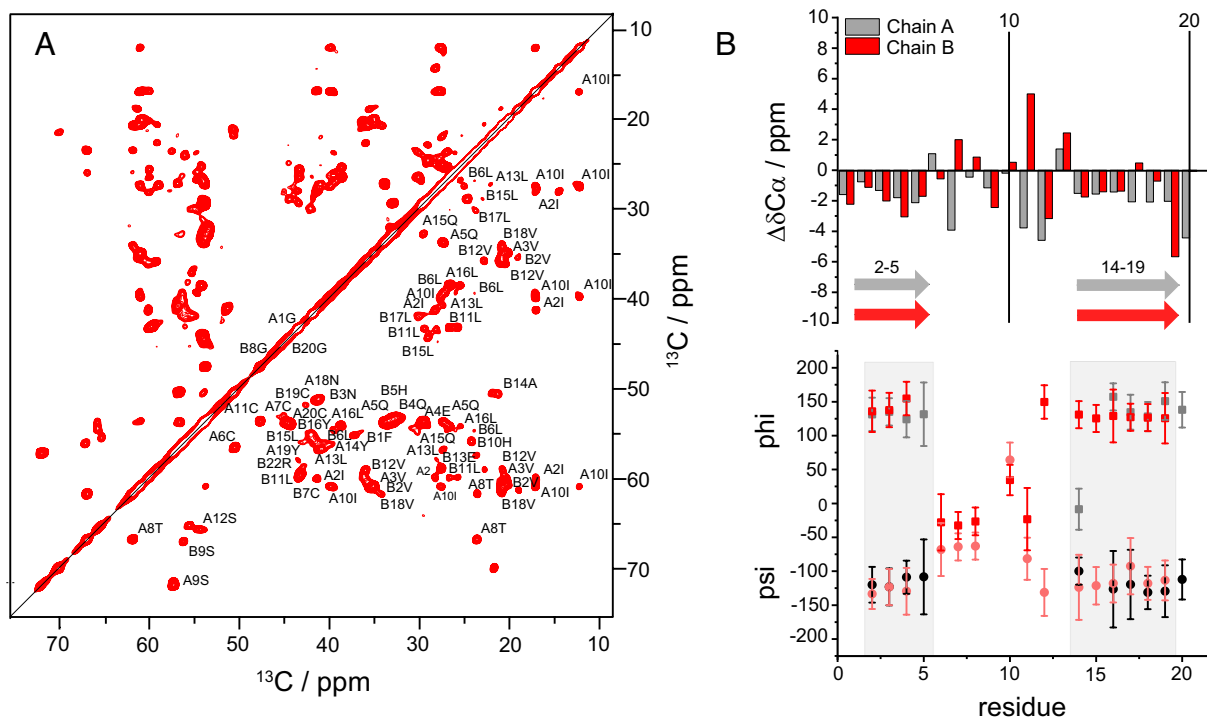 A
10
20
30
50
70
¹³C / ppm
70
60
50
40
30
20
10
¹³C / ppm
A10I
B6L
A13L
A10I
A10I
B15L
A2I
B17L
A15Q
A5Q
B18V
A3V
B12V
B2V
B6L
A16L
B12V
A10I
B6L
A10I
A10I
A2I
A13L
A2I
B17L
B11L
B11L
A1G
B15L
B8G
B20G
A18N
B14A
B19C
B3N
A7C
A5Q
B5H
A11C
A20C
A16L
B4Q
A4E
A5Q
B16Y
A16L
A6C
B15L
B6L
B1F
A15Q
B6L
A19Y
A14Y
A13L
B10H
A13L
B13E
B12V
B22R
B12V
A2
B11L
A3V
A2I
A10I
B11L
A2I
A3V
B2V
B7C
A10I
B2V
A10I
A8T
A10I
B18V
B18V
A12S
A8T
A8T
B9S
A9S
B
10
20
10
8
6
4
2
0
-2
-4
-6
-8
-10
ΔδCα / ppm
Chain A
Chain B
2-5
14-19
200
150
100
50
0
-50
-100
-150
-200
phi
psi
0
5
10
15
20
residue